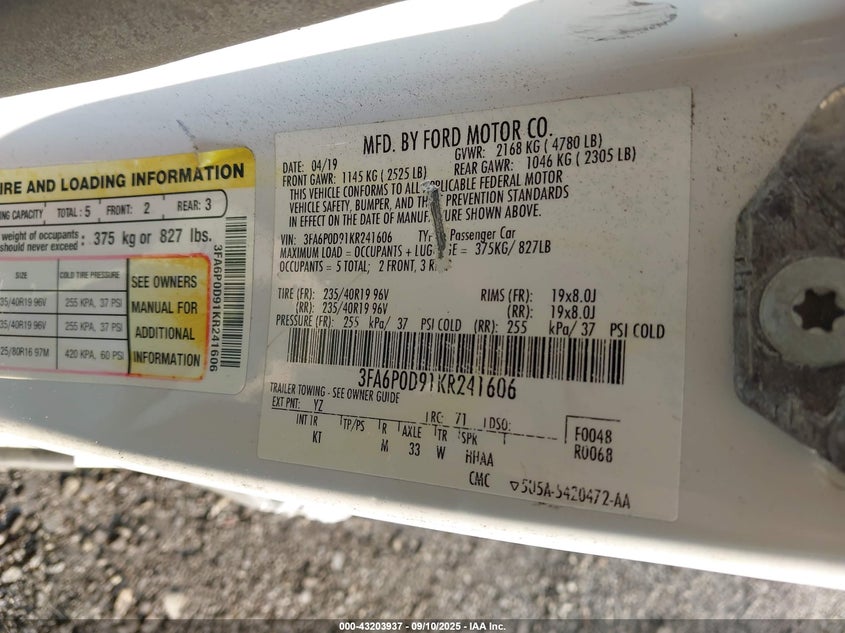 IRE AND LOADING INFORMATION
NG CAPACITY TOTAL : 5 FRONT: 2 REAR: 3
weight of occupants
should never exceed : 375 kg or 827 lbs.
SIZE COLD TIRE PRESSURE
35/40R19 96V 255 KPA, 37 PSI
35/40R19 96V 255 KPA, 37 PSI
25/80R16 97M 420 KPA, 60 PSI
SEE OWNERS
MANUAL FOR
ADDITIONAL
INFORMATION
3FA6P0D91KR241606
MFD. BY FORD MOTOR CO.
DATE: 04/19 GVWR: 2168 KG ( 4780 LB)
FRONT GAWR: 1145 KG ( 2525 LB) REAR GAWR: 1046 KG ( 2305 LB)
THIS VEHICLE CONFORMS TO ALL APPLICABLE FEDERAL MOTOR
VEHICLE SAFETY, BUMPER, AND THEFT PREVENTION STANDARDS
IN EFFECT ON THE DATE OF MANUFACTURE SHOWN ABOVE.
VIN: 3FA6P0D91KR241606 TYPE: Passenger Car
MAXIMUM LOAD = OCCUPANTS + LUGGAGE = 375KG/ 827LB
OCCUPANTS = 5 TOTAL; 2 FRONT, 3 R
TIRE (FR): 235/40R19 96V RIMS (FR): 19x8.0J
(RR): 235/40R19 96V (RR): 19x8.0J
PRESSURE (FR): 255 kPa/ 37 PSI COLD (RR): 255 kPa/ 37 PSI COLD
3FA6P0D91KR241606
TRAILER TOWING - SEE OWNER GUIDE
EXT PNT: YZ RC: 71 DSO:
INT TR TP/PS R AXLE TR SPR
KT M 33 W HHAA
F0048
R0068
CMC 5U5A-5420472-AA
000-43203937 - 09/10/2025 - IAA Inc.